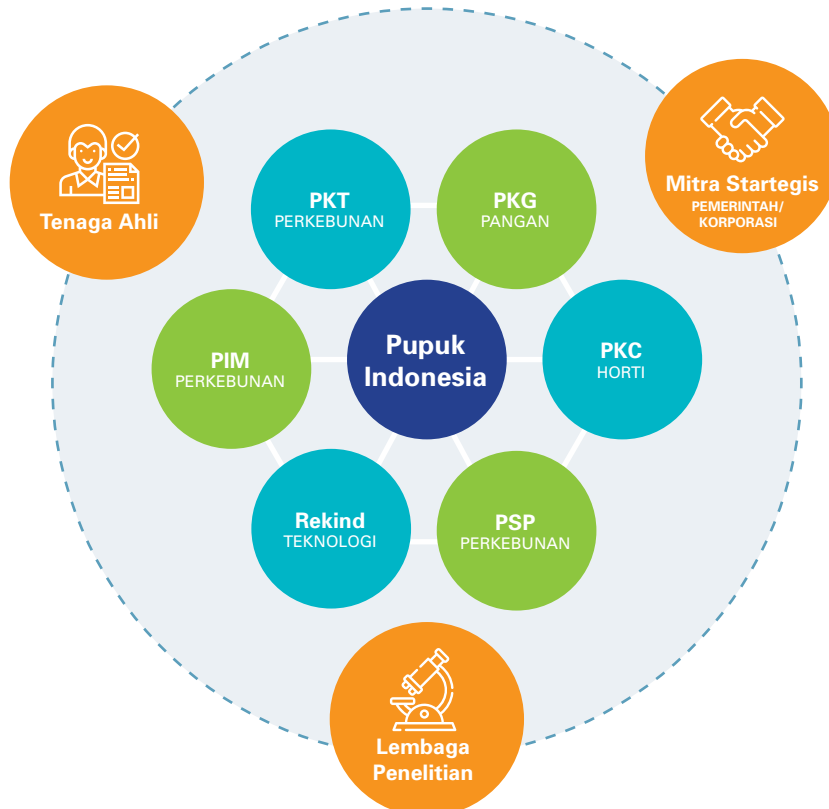 Tenaga Ahli
Mitra Startegis
PEMERINTAH/
KORPORASI
PKT
PERKEBUNAN
PKG
PANGAN
PIM
PERKEBUNAN
Pupuk
Indonesia
PKC
HORTI
Rekind
TEKNOLOGI
PSP
PERKEBUNAN
Lembaga
Penelitian